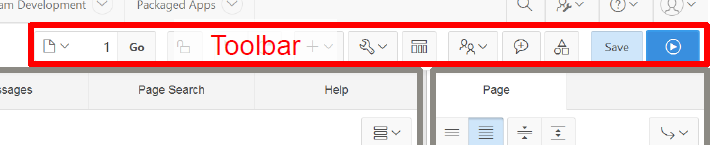 am Development Packaged Apps
1 Go Toolbar Save
ssages Page Search Help Page